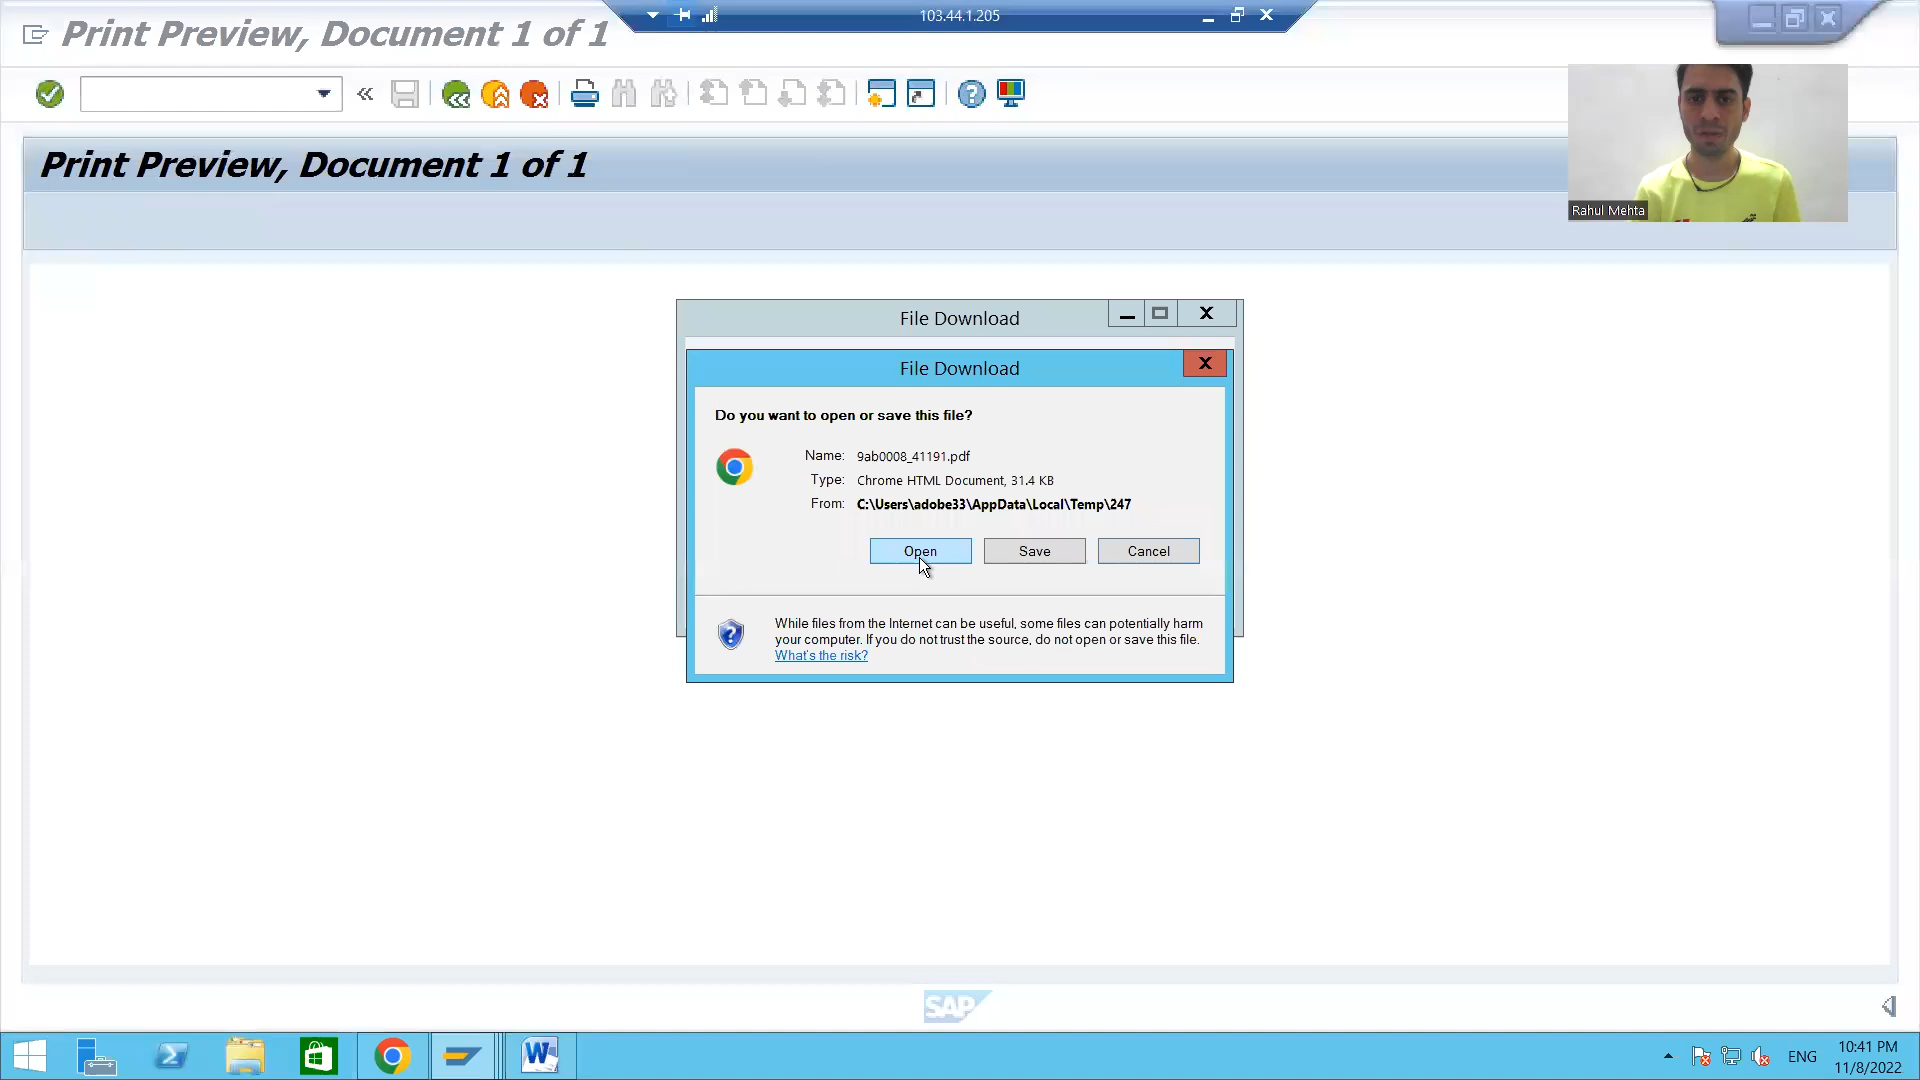 Print Preview, Document 1 of 1
103.44.1.205
Print Preview, Document 1 of 1
Rahul Mehta
File Download
File Download
Do you want to open or save this file?
Name: 9ab0008_41191.pdf
Type: Chrome HTML Document, 31.4 KB
From: C:\Users\adobe33\AppData\Local\Temp\247
Open Save Cancel
While files from the Internet can be useful, some files can potentially harm
your computer. If you do not trust the source, do not open or save this file.
What's the risk?
SAP
ENG
10:41 PM
11/8/2022